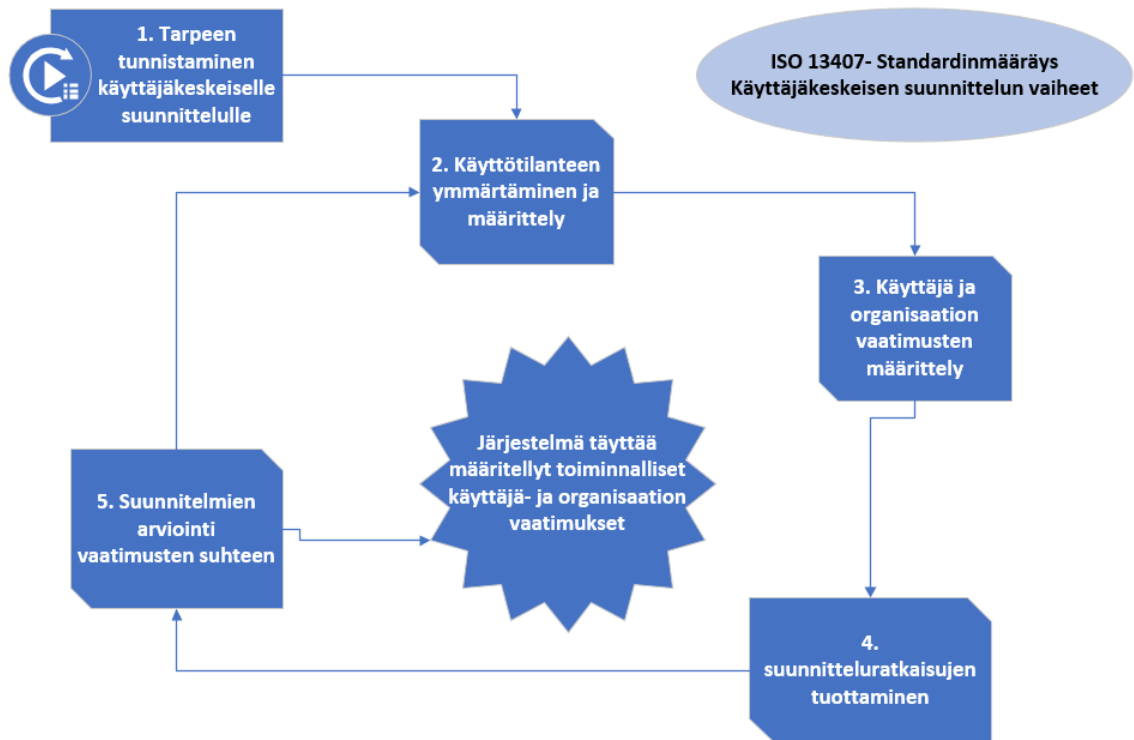 1. Tarpeen
tunnistaminen
käyttäjäkeskeiselle
suunnittelulle
ISO 13407- Standardinmääräys
Käyttäjäkeskeisen suunnittelun vaiheet
2. Käyttötilanteen
ymmärtäminen ja
määrittely
3. Käyttäjä ja
organisaation
vaatimusten
määrittely
Järjestelmä täyttää
määritellyt toiminnalliset
käyttäjä- ja organisaation
vaatimukset
5. Suunnitelmien
arviointi
vaatimusten suhteen
4.
suunnitteluratkaisujen
tuottaminen